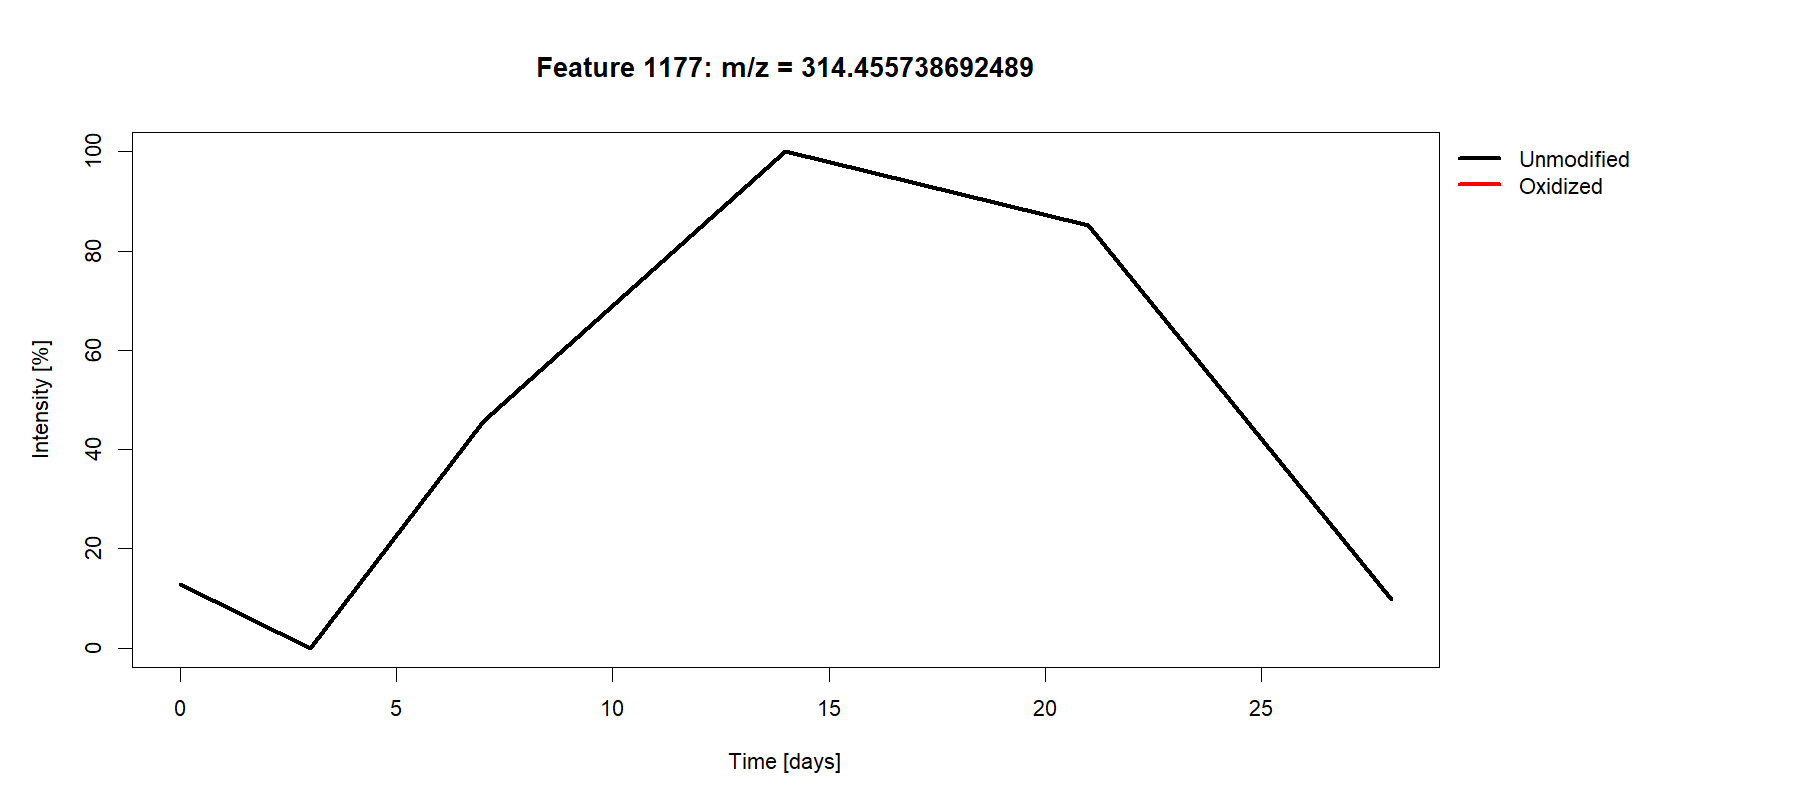 Feature 1177: m/z = 314.455738692489
Unmodified
Oxidized
Intensity [%]
100
80
60
40
20
0
0 5 10 15 20 25
Time [days]